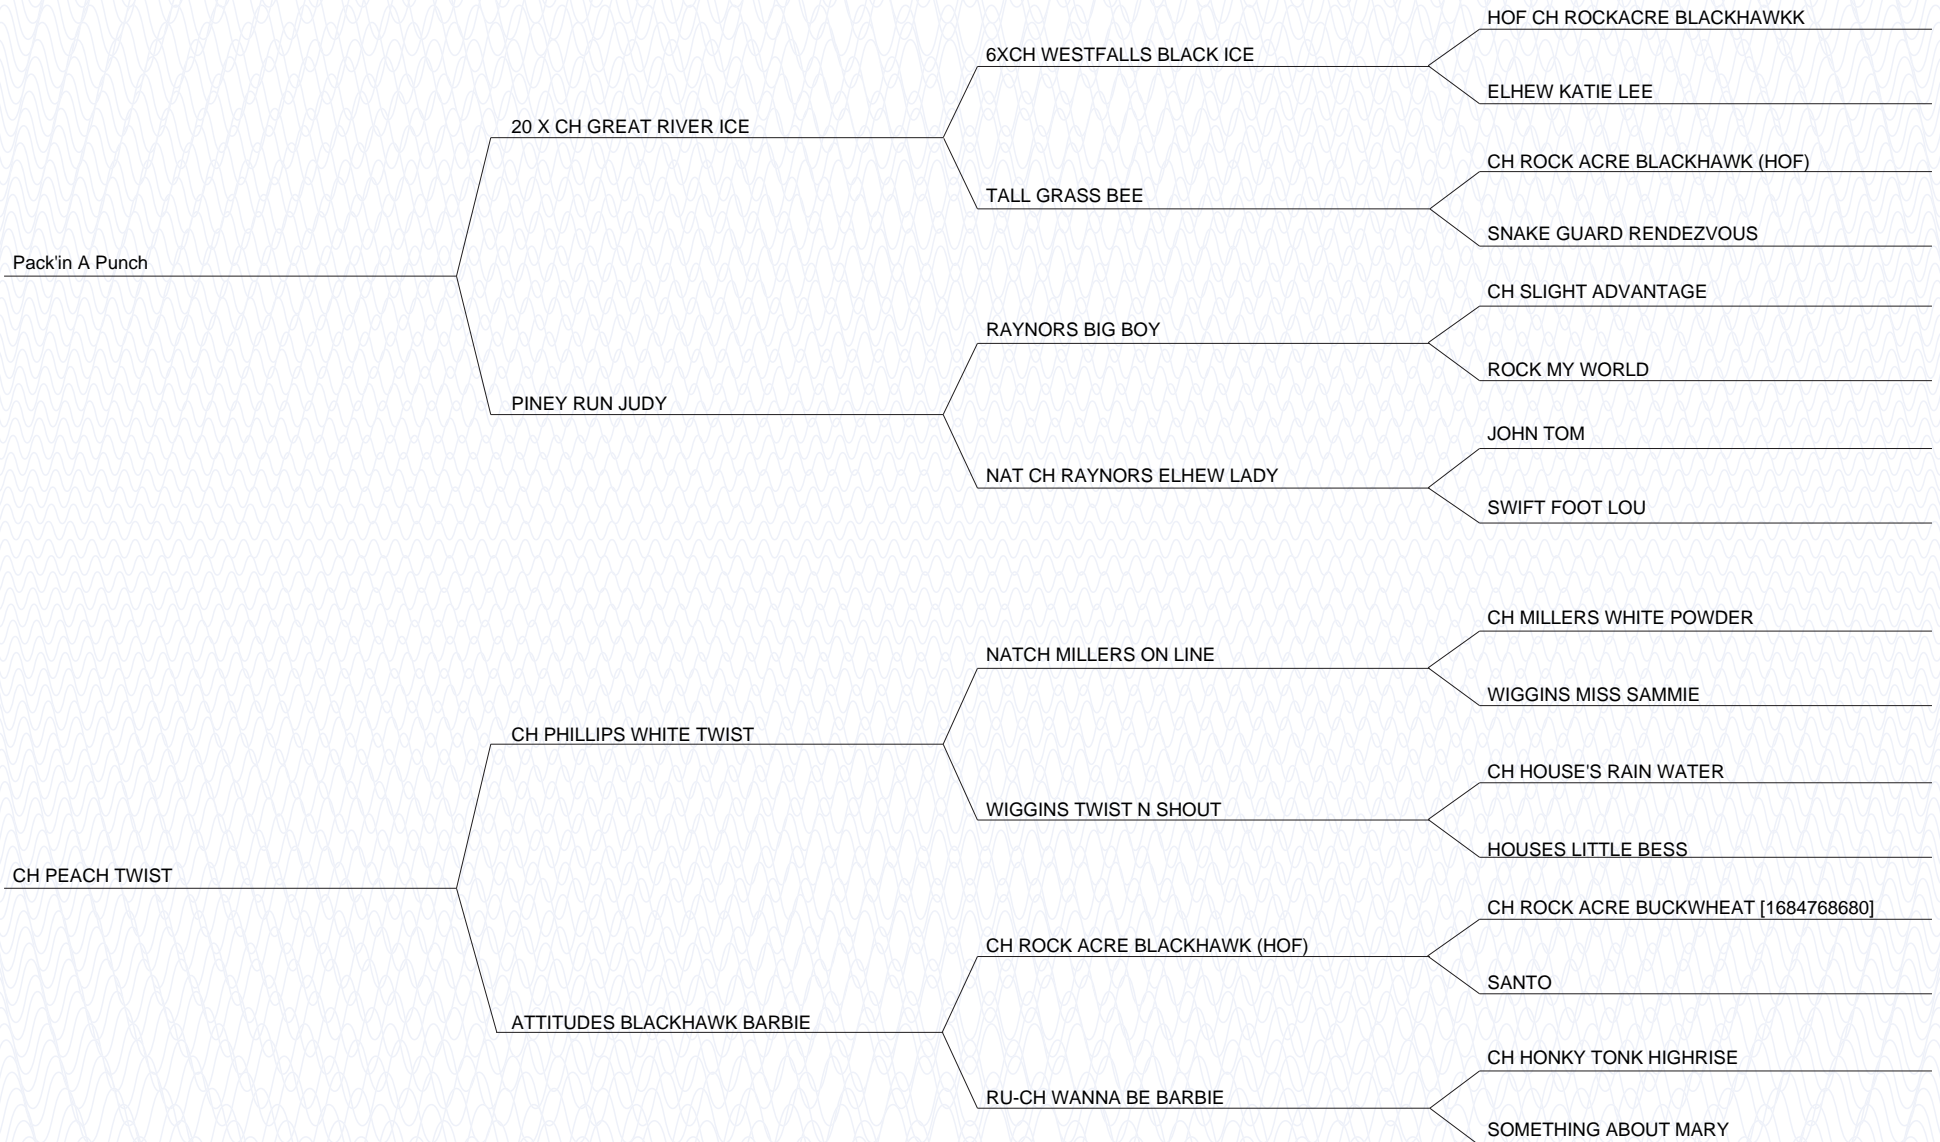 HOF CH ROCKACRE BLACKHAWKK
6XCH WESTFALLS BLACK ICE
ELHEW KATIE LEE
20 X CH GREAT RIVER ICE
CH ROCK ACRE BLACKHAWK (HOF)
TALL GRASS BEE
SNAKE GUARD RENDEZVOUS
Pack'in A Punch
CH SLIGHT ADVANTAGE
RAYNORS BIG BOY
ROCK MY WORLD
PINEY RUN JUDY
JOHN TOM
NAT CH RAYNORS ELHEW LADY
SWIFT FOOT LOU
CH MILLERS WHITE POWDER
NATCH MILLERS ON LINE
WIGGINS MISS SAMMIE
CH PHILLIPS WHITE TWIST
CH HOUSE'S RAIN WATER
WIGGINS TWIST N SHOUT
HOUSES LITTLE BESS
CH PEACH TWIST
CH ROCK ACRE BUCKWHEAT [1684768680]
CH ROCK ACRE BLACKHAWK (HOF)
SANTO
ATTITUDES BLACKHAWK BARBIE
CH HONKY TONK HIGHRISE
RU-CH WANNA BE BARBIE
SOMETHING ABOUT MARY